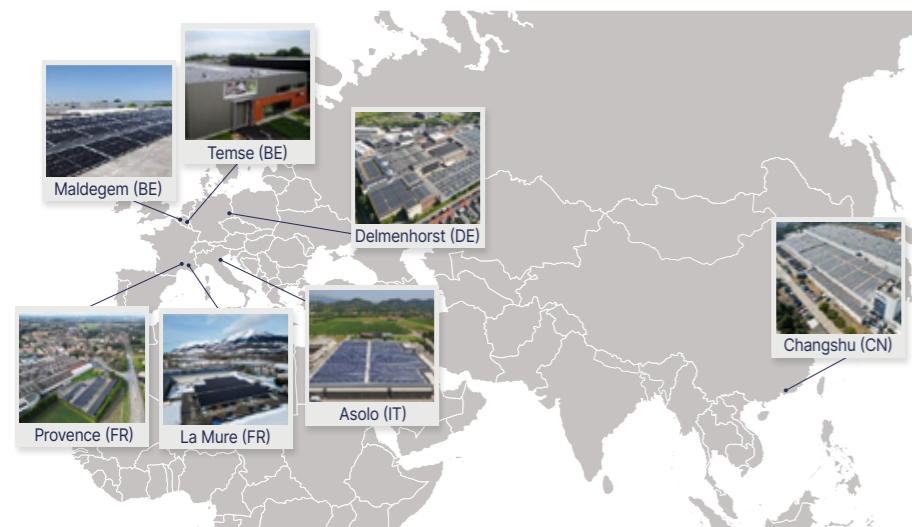 Temse (BE)
Maldegem (BE)
Delmenhorst (DE)
Changshu (CN)
Provence (FR)
La Mure (FR)
Asolo (IT)